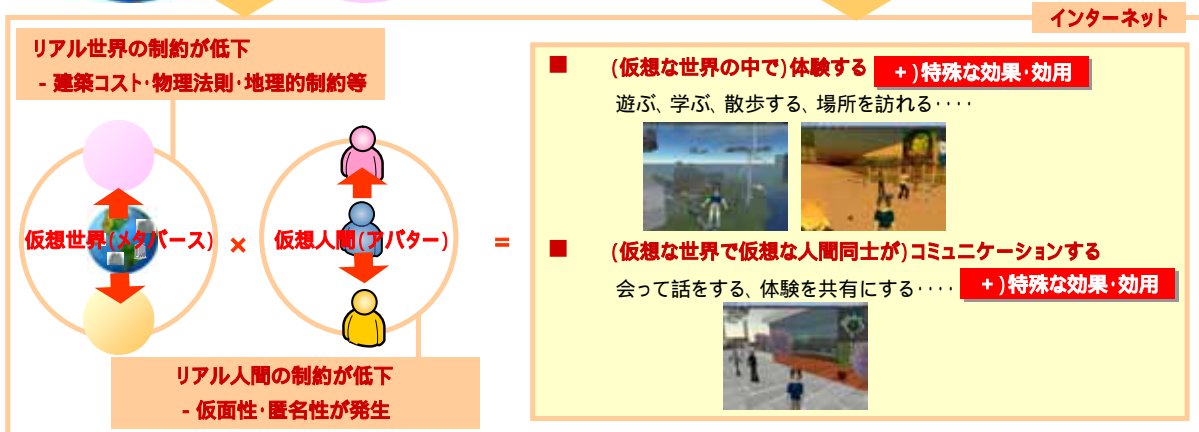 インターネット
リアル世界の制約が低下
- 建築コスト･物理法則･地理的制約等
仮想世界(メタバース)
×
仮想人間(アバター)
=
リアル人間の制約が低下
- 仮面性･匿名性が発生
■ (仮想な世界の中で)体験する +)特殊な効果･効用
遊ぶ、学ぶ、散歩する、場所を訪れる････
■ (仮想な世界で仮想な人間同士が)コミュニケーションする
会って話をする、体験を共有にする････ +)特殊な効果･効用